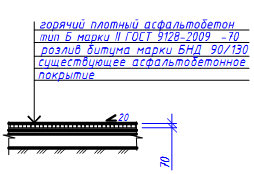 горячий плотный асфальтобетон
тип Б марки II ГОСТ 9128-2009 -70
розлив битума марки БНД 90/130
существующее асфальтобетонное
покрытие
20
70